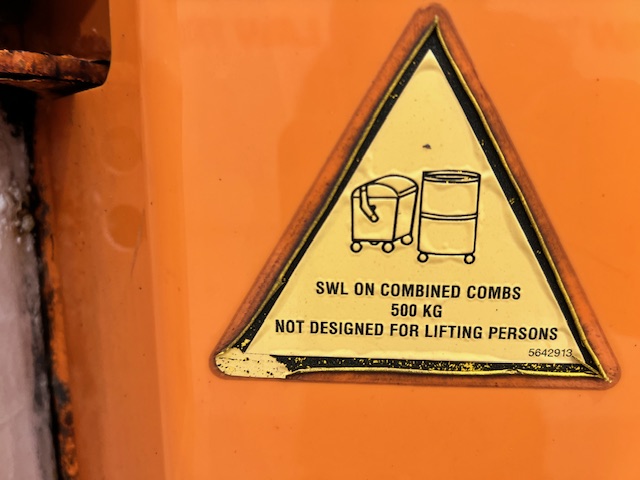 SWL ON COMBINED COMBS
500 KG
NOT DESIGNED FOR LIFTING PERSONS
5642913